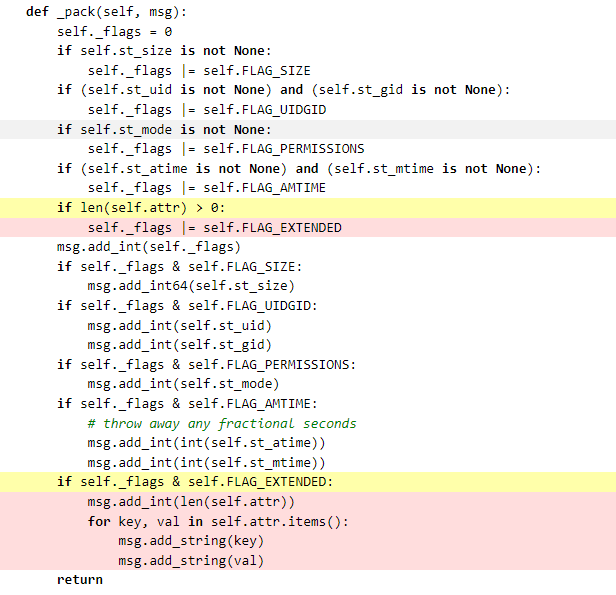 def _pack(self, msg):
    self._flags = 0
    if self.st_size is not None:
        self._flags |= self.FLAG_SIZE
    if (self.st_uid is not None) and (self.st_gid is not None):
        self._flags |= self.FLAG_UIDGID
    if self.st_mode is not None:
        self._flags |= self.FLAG_PERMISSIONS
    if (self.st_atime is not None) and (self.st_mtime is not None):
        self._flags |= self.FLAG_AMTIME
    if len(self.attr) > 0:
        self._flags |= self.FLAG_EXTENDED
    msg.add_int(self._flags)
    if self._flags & self.FLAG_SIZE:
        msg.add_int64(self.st_size)
    if self._flags & self.FLAG_UIDGID:
        msg.add_int(self.st_uid)
        msg.add_int(self.st_gid)
    if self._flags & self.FLAG_PERMISSIONS:
        msg.add_int(self.st_mode)
    if self._flags & self.FLAG_AMTIME:
        # throw away any fractional seconds
        msg.add_int(int(self.st_atime))
        msg.add_int(int(self.st_mtime))
    if self._flags & self.FLAG_EXTENDED:
        msg.add_int(len(self.attr))
        for key, val in self.attr.items():
            msg.add_string(key)
            msg.add_string(val)
    return